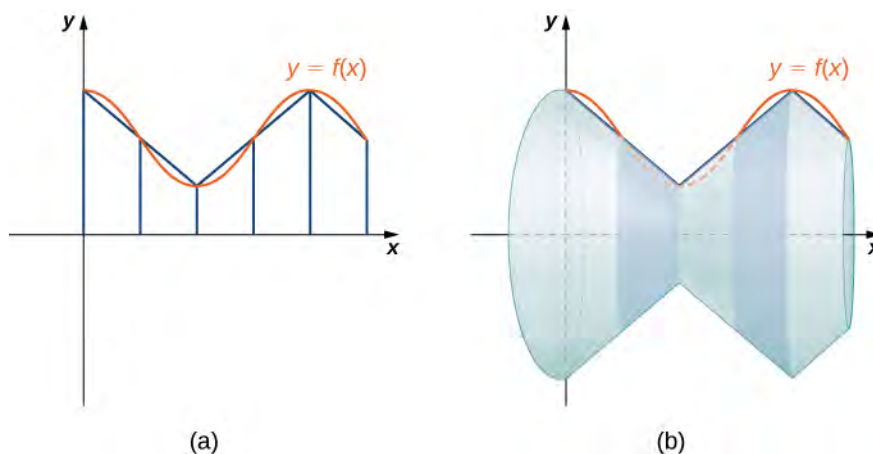 y
y = f(x)
x
(a)
y
y = f(x)
x
(b)